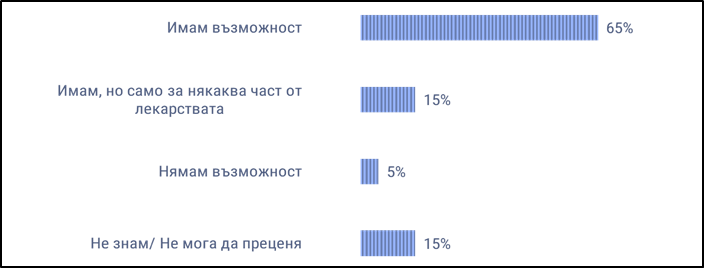 Имам възможност
65%
Имам, но само за някаква част от
лекарствата
15%
Нямам възможност
5%
Не знам/ Не мога да преценя
15%